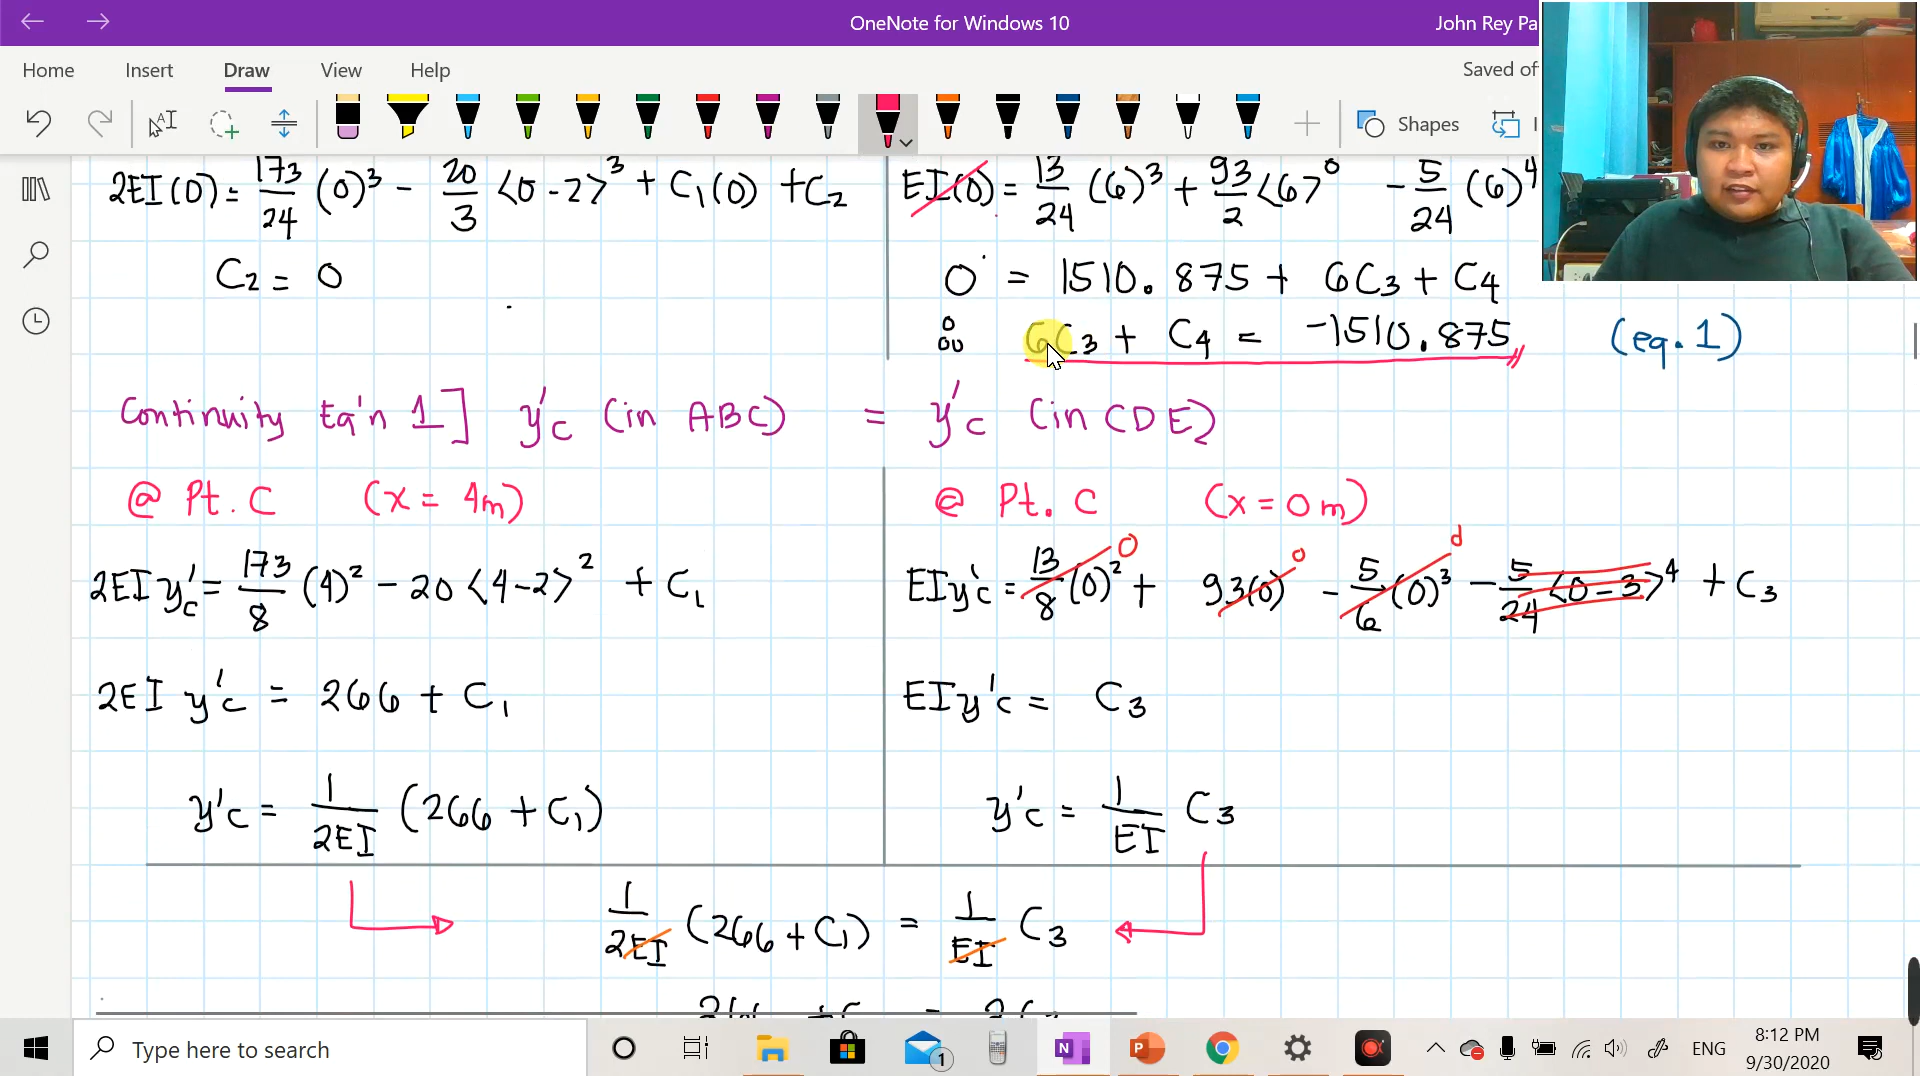 OneNote for Windows 10
John Rey Pa
Home Insert Draw View Help
Saved of
Shapes
2EI(0) = 173/24 (0)³ - 20/3 ⟨0-2⟩³ + C₁(0) + C₂
C₂ = 0
EI(0) = 13/24 (6)³ + 93/2 ⟨6⟩⁰ - 5/24 (6)⁴
0 = 1510.875 + 6C₃ + C₄
6C₃ + C₄ = -1510.875 (eq. 1)
Continuity Eq'n 1] y'c (in ABC) = y'c (in CDE)
@ Pt. C (x = 4m)
2EI y'c = 173/8 (4)² - 20 ⟨4-2⟩² + C₁
2EI y'c = 266 + C₁
y'c = 1/2EI (266 + C₁)
@ Pt. C (x = 0 m)
EI y'c = 13/8 (0)² + 93(0) - 5/6 (0)³ - 5/24 ⟨0-3⟩⁴ + C₃
EI y'c = C₃
y'c = 1/EI C₃
1/2EI (266 + C₁) = 1/EI C₃
Type here to search
1
ENG
8:12 PM
9/30/2020